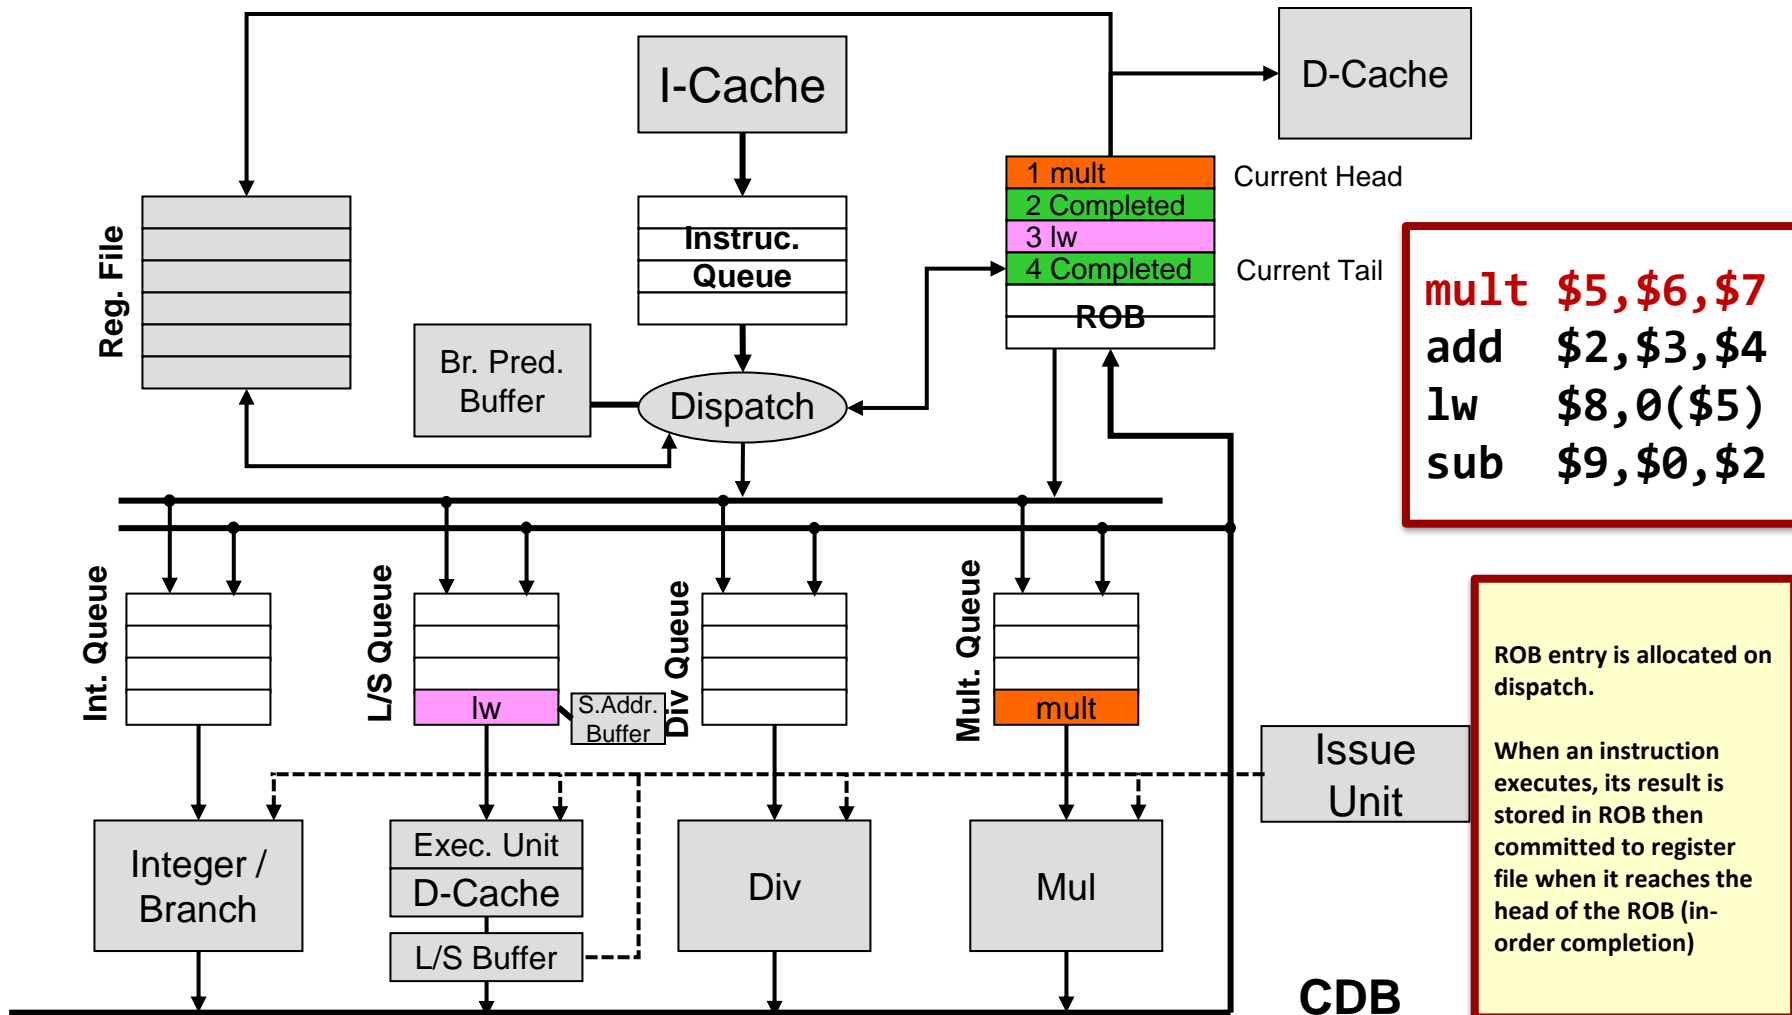 I-Cache
D-Cache
1 mult
Current Head
2 Completed
3 lw
4 Completed
Current Tail
ROB
Reg. File
Instruc.
Queue
Br. Pred.
Buffer
Dispatch
mult $5,$6,$7
add $2,$3,$4
lw $8,0($5)
sub $9,$0,$2
Int. Queue
L/S Queue
lw
S.Addr.
Buffer
Div Queue
Mult. Queue
mult
Issue
Unit
Integer /
Branch
Exec. Unit
D-Cache
L/S Buffer
Div
Mul
CDB
ROB entry is allocated on
dispatch.
When an instruction
executes, its result is
stored in ROB then
committed to register
file when it reaches the
head of the ROB (in-
order completion)